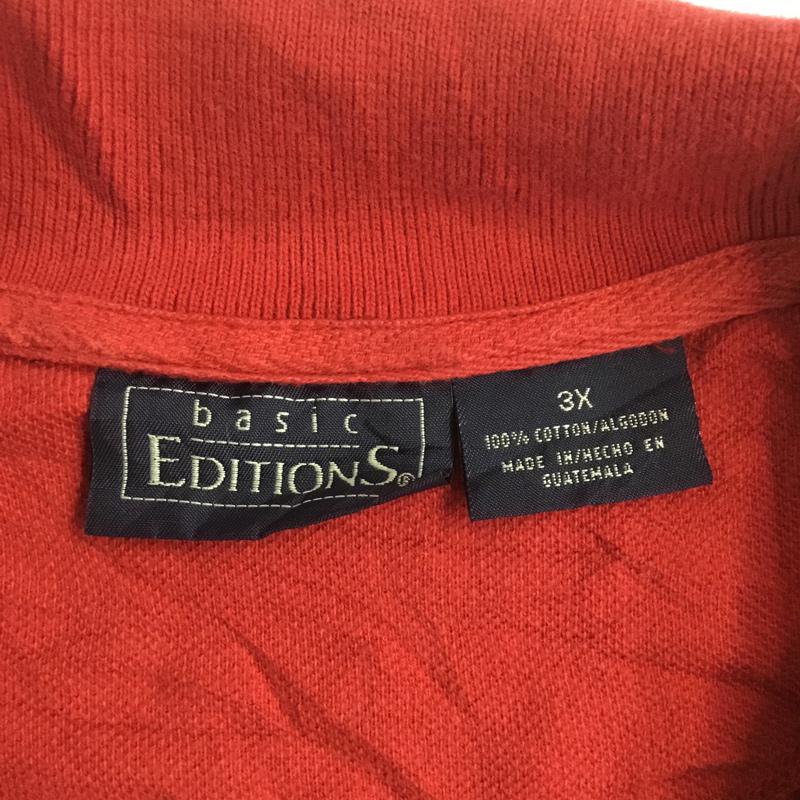 basic
EDITIONS®
3X
100% COTTON/ALGODON
MADE IN/HECHO EN
GUATEMALA